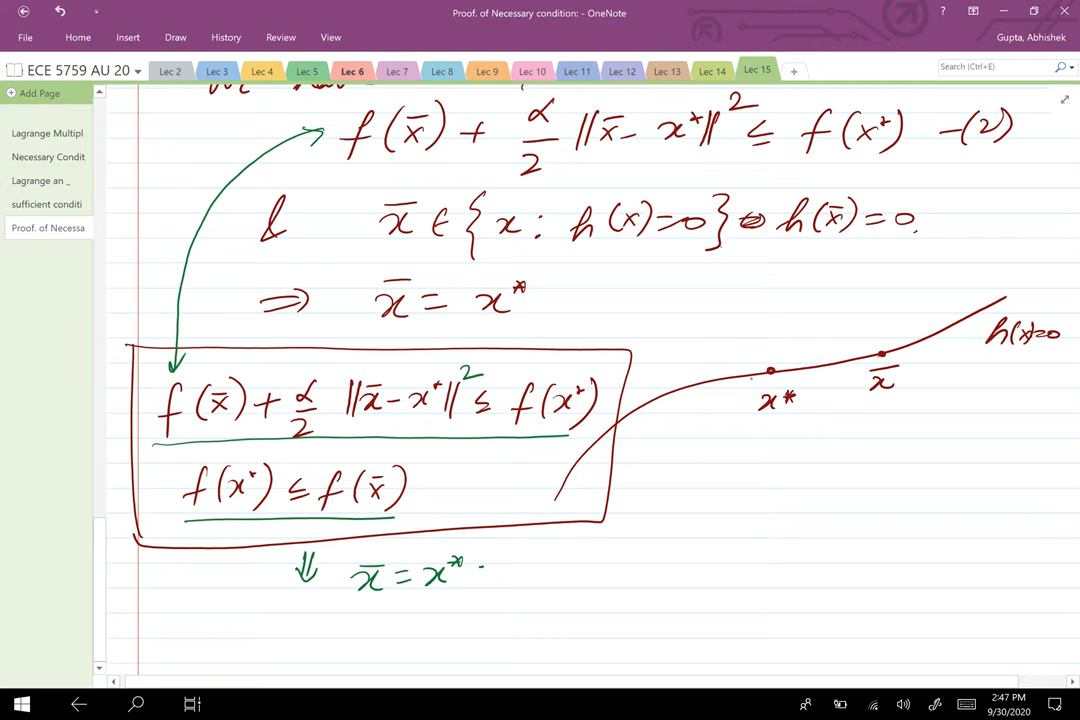 Proof. of Necessary condition: - OneNote
File Home Insert Draw History Review View Gupta, Abhishek
ECE 5759 AU 20 Lec 2 Lec 3 Lec 4 Lec 5 Lec 6 Lec 7 Lec 8 Lec 9 Lec 10 Lec 11 Lec 12 Lec 13 Lec 14 Lec 15 Search (Ctrl+E)
Add Page
Lagrange Multipl
Necessary Condit
Lagrange an _
sufficient conditi
Proof of Necessa
f(x̄) + α/2 ||x̄ - x*||² ≤ f(x*) -(2)
& x̄ ∈ {x : h(x)=0} ⇔ h(x̄)=0.
⇒ x̄ = x*
h(x)=0
x* x̄
f(x̄) + α/2 ||x̄ - x*||² ≤ f(x*)
f(x*) ≤ f(x̄)
⇓ x̄ = x*.
2:47 PM
9/30/2020